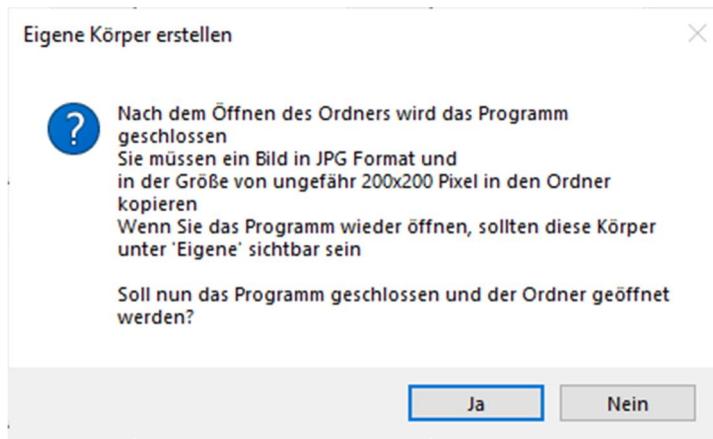 Eigene Körper erstellen
Nach dem Öffnen des Ordners wird das Programm
geschlossen
Sie müssen ein Bild in JPG Format und
in der Größe von ungefähr 200x200 Pixel in den Ordner
kopieren
Wenn Sie das Programm wieder öffnen, sollten diese Körper
unter 'Eigene' sichtbar sein
Soll nun das Programm geschlossen und der Ordner geöffnet
werden?
Ja
Nein